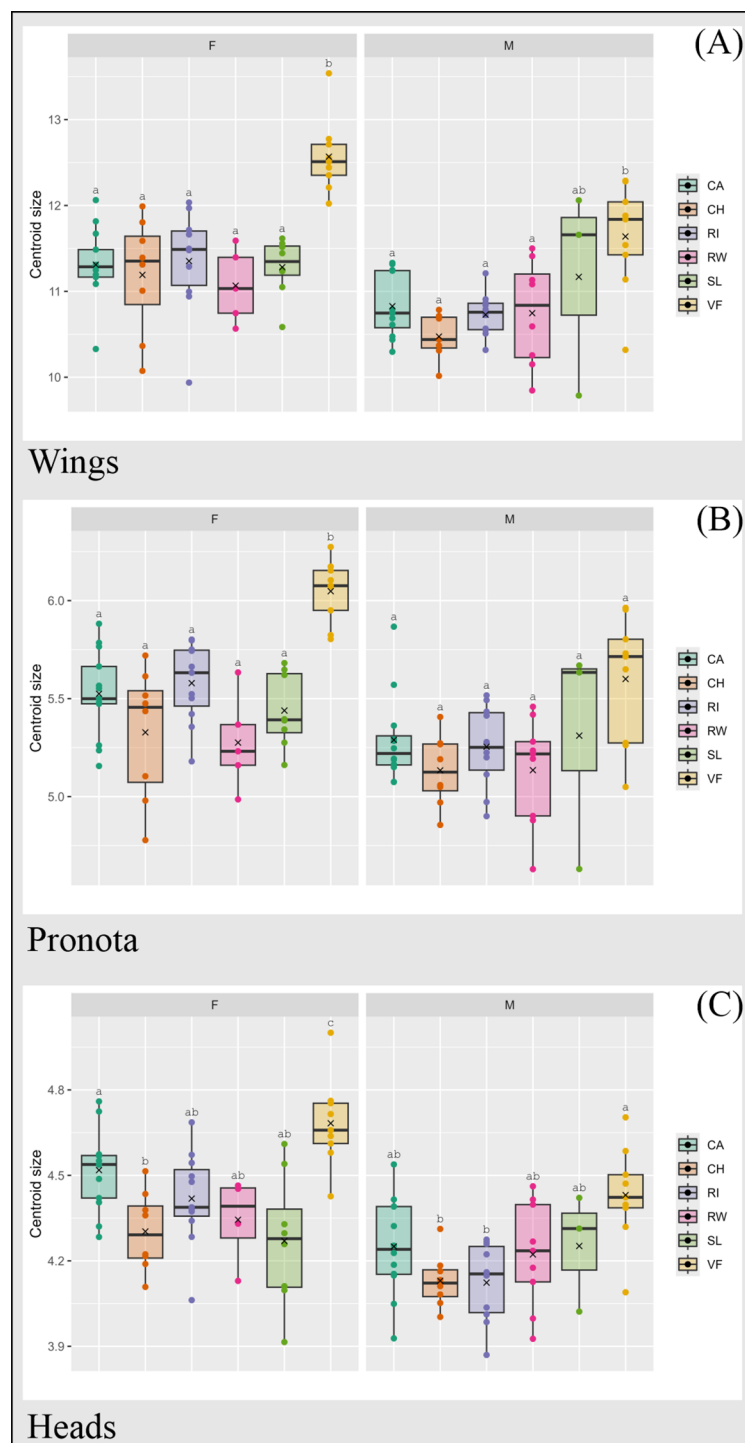 (A)
F M
b
a a a a a
b
ab
a a a a
13
12
11
10
Centroid size
CA
CH
RI
RW
SL
VF
Wings
(B)
F M
b
a a a a a
a
a a a a a
6.0
5.5
5.0
Centroid size
CA
CH
RI
RW
SL
VF
Pronota
(C)
F M
c
a b ab ab ab
a
ab b b ab ab
4.8
4.5
4.2
3.9
Centroid size
CA
CH
RI
RW
SL
VF
Heads